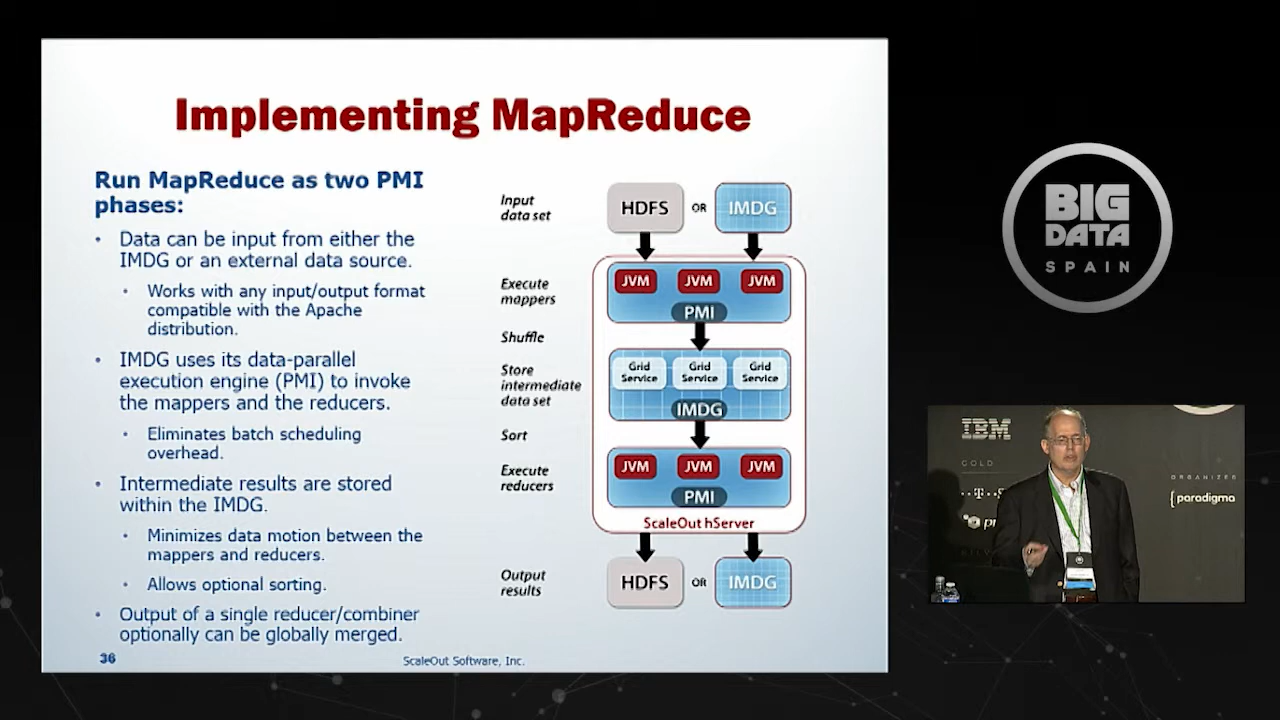 Implementing MapReduce
Run MapReduce as two PMI
phases:
• Data can be input from either the
IMDG or an external data source.
• Works with any input/output format
compatible with the Apache
distribution.
• IMDG uses its data-parallel
execution engine (PMI) to invoke
the mappers and the reducers.
• Eliminates batch scheduling
overhead.
• Intermediate results are stored
within the IMDG.
• Minimizes data motion between the
mappers and reducers.
• Allows optional sorting.
• Output of a single reducer/combiner
optionally can be globally merged.
Input
data set
HDFS OR IMDG
Execute
mappers
JVM JVM JVM
PMI
Shuffle
Store
intermediate
data set
Grid
Service
Grid
Service
Grid
Service
IMDG
Sort
Execute
reducers
JVM JVM JVM
PMI
ScaleOut hServer
Output
results
HDFS OR IMDG
36
ScaleOut Software, Inc.
BIG
DATA
SPAIN
IBM
GOLD
ORGANIZED
{paradigma